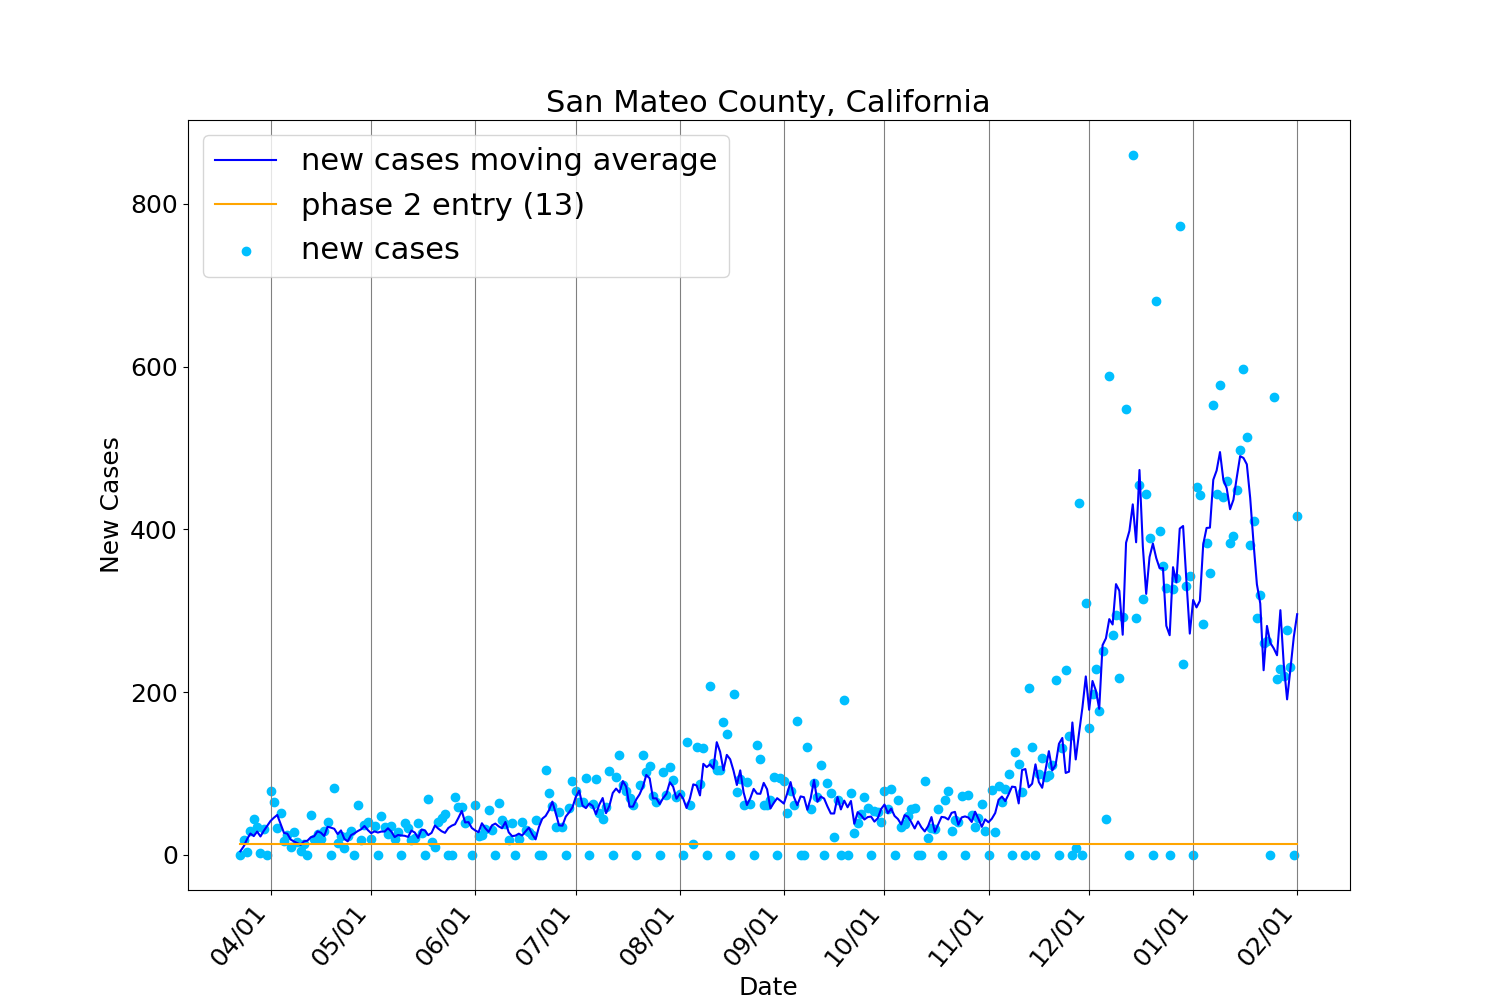 San Mateo County, California
new cases moving average
phase 2 entry (13)
new cases
New Cases
800
600
400
200
0
04/01
05/01
06/01
07/01
08/01
09/01
10/01
11/01
12/01
01/01
02/01
Date